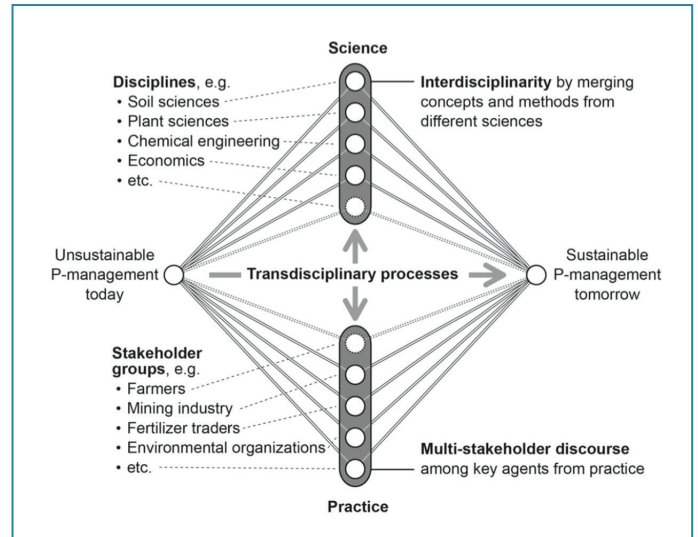 Science
Disciplines, e.g.
• Soil sciences
• Plant sciences
• Chemical engineering
• Economics
• etc.
Interdisciplinarity by merging
concepts and methods from
different sciences
Unsustainable
P-management
today
Transdisciplinary processes
Sustainable
P-management
tomorrow
Stakeholder
groups, e.g.
• Farmers
• Mining industry
• Fertilizer traders
• Environmental organizations
• etc.
Multi-stakeholder discourse
among key agents from practice
Practice